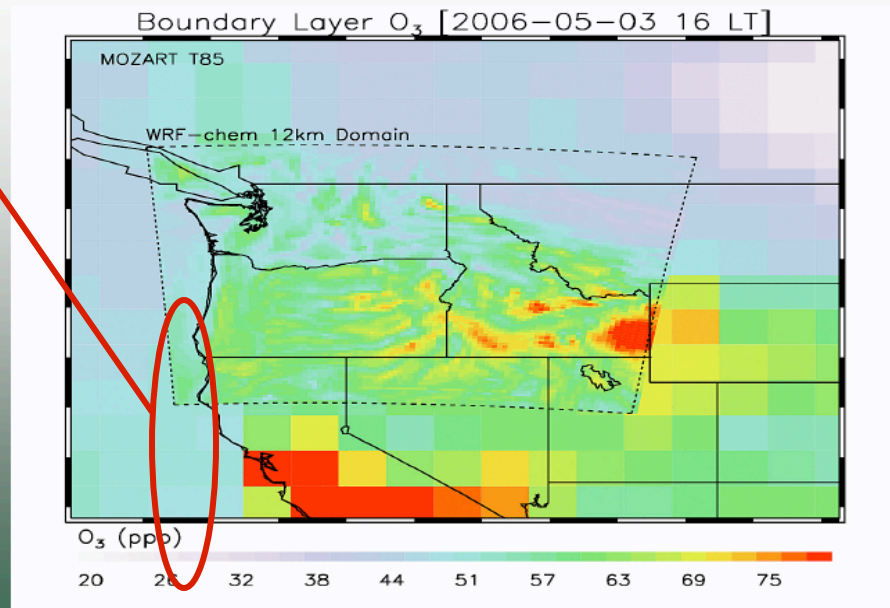 Boundary Layer O₃ [2006-05-03 16 LT]
MOZART T85
WRF-chem 12km Domain
O₃ (ppb)
20 26 32 38 44 51 57 63 69 75